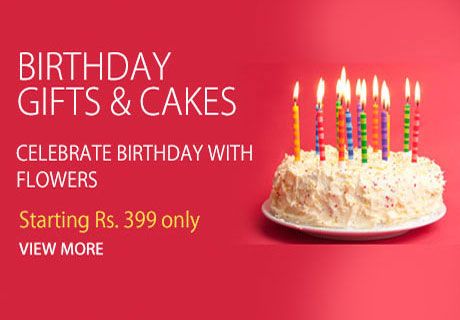 BIRTHDAY
GIFTS & CAKES
CELEBRATE BIRTHDAY WITH
FLOWERS
Starting Rs. 399 only
VIEW MORE